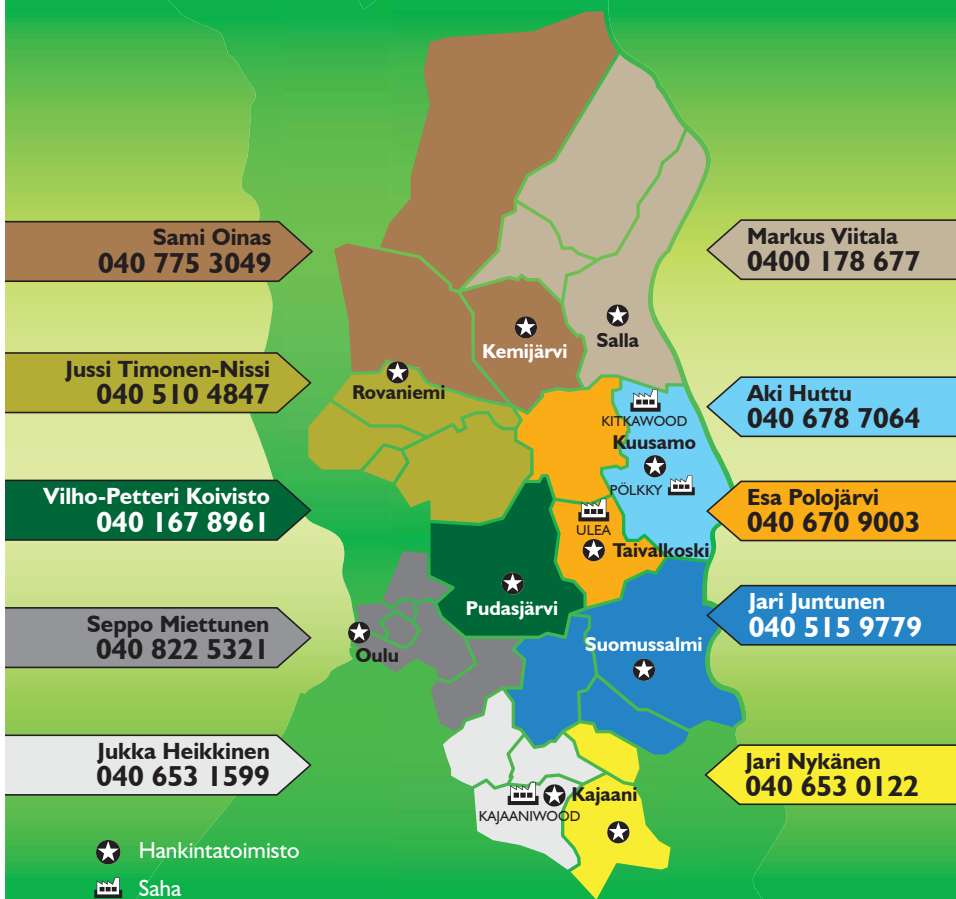 Sami Oinas
040 775 3049
Markus Viitala
0400 178 677
Kemijärvi
Salla
Jussi Timonen-Nissi
040 510 4847
Rovaniemi
Aki Huttu
040 678 7064
KITKAWOOD
Kuusamo
PÖLKKY
Vilho-Petteri Koivisto
040 167 8961
Esa Polojärvi
040 670 9003
ULEA
Taivalkoski
Pudasjärvi
Seppo Miettunen
040 822 5321
Oulu
Jari Juntunen
040 515 9779
Suomussalmi
Jukka Heikkinen
040 653 1599
Jari Nykänen
040 653 0122
Kajaani
KAJAANIWOOD
Hankintatoimisto
Saha